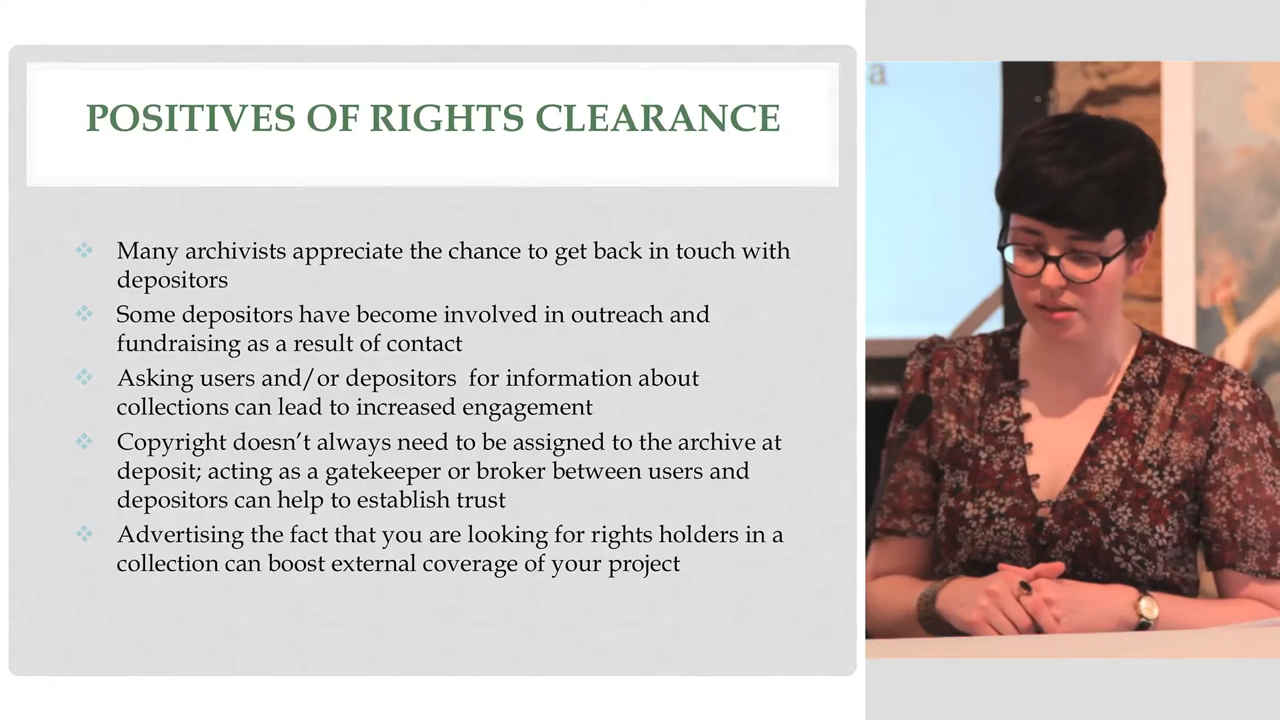 POSITIVES OF RIGHTS CLEARANCE
Many archivists appreciate the chance to get back in touch with
depositors
Some depositors have become involved in outreach and
fundraising as a result of contact
Asking users and/or depositors  for information about
collections can lead to increased engagement
Copyright doesn’t always need to be assigned to the archive at
deposit; acting as a gatekeeper or broker between users and
depositors can help to establish trust
Advertising the fact that you are looking for rights holders in a
collection can boost external coverage of your project
a